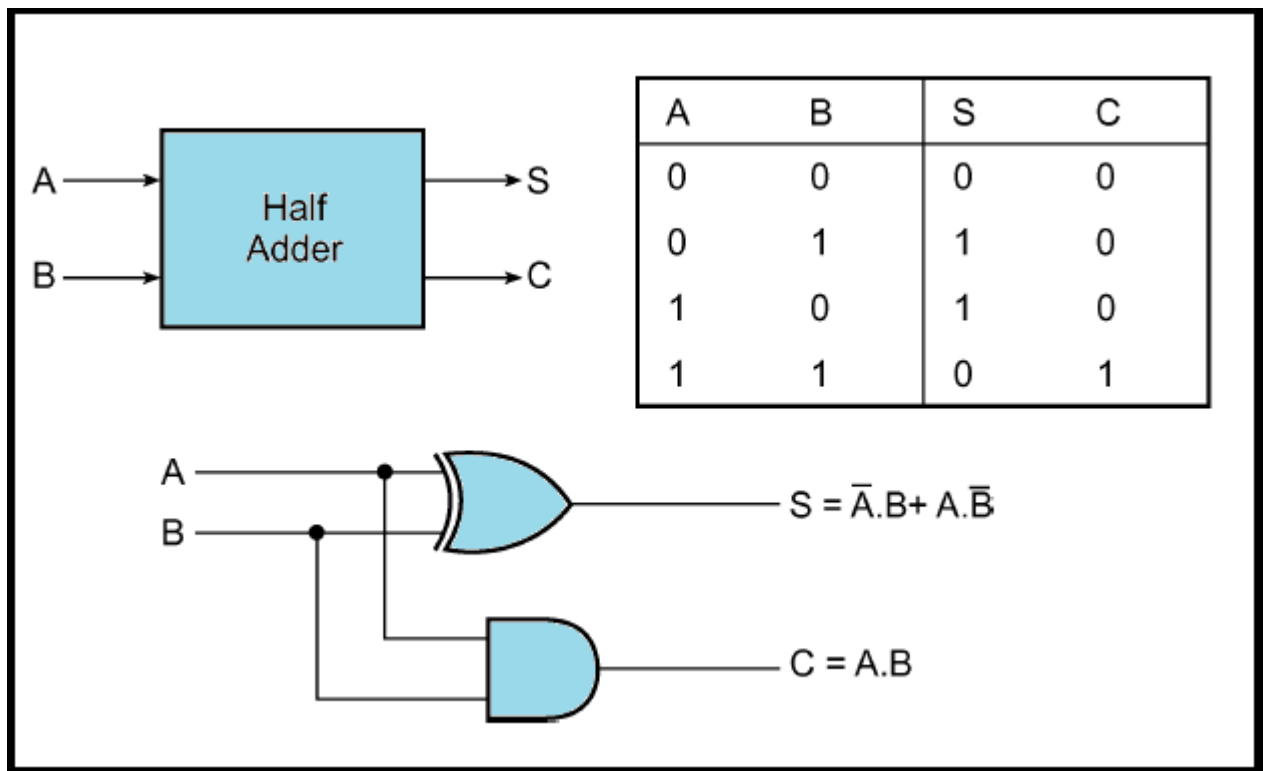 A
B
Half
Adder
S
C
A B S C
0 0 0 0
0 1 1 0
1 0 1 0
1 1 0 1
A
B
S = A̅.B+ A.B̅
C = A.B